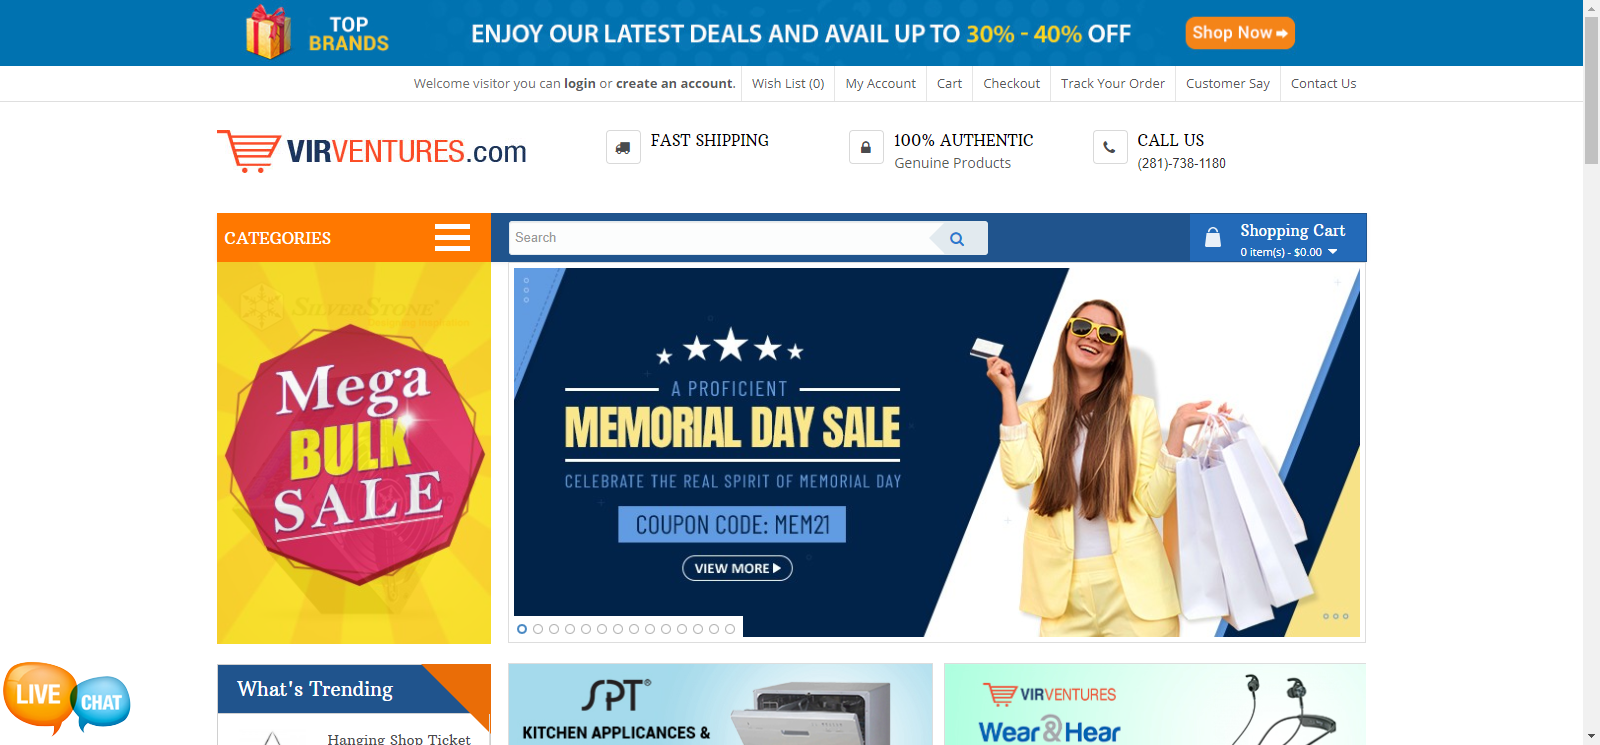 TOP
BRANDS
ENJOY OUR LATEST DEALS AND AVAIL UP TO 30% - 40% OFF
Shop Now
Welcome visitor you can login or create an account.
Wish List (0)
My Account
Cart
Checkout
Track Your Order
Customer Say
Contact Us
VIRVENTURES.com
FAST SHIPPING
100% AUTHENTIC
Genuine Products
CALL US
(281)-738-1180
CATEGORIES
Search
Shopping Cart
0 item(s) - $0.00
SILVERSTONE
Mega
BULK
SALE
A PROFICIENT
MEMORIAL DAY SALE
CELEBRATE THE REAL SPIRIT OF MEMORIAL DAY
COUPON CODE: MEM21
VIEW MORE
What's Trending
Hanging Shop Ticket
SPT®
KITCHEN APPLICANCES &
VIRVENTURES
Wear & Hear
LIVE
CHAT